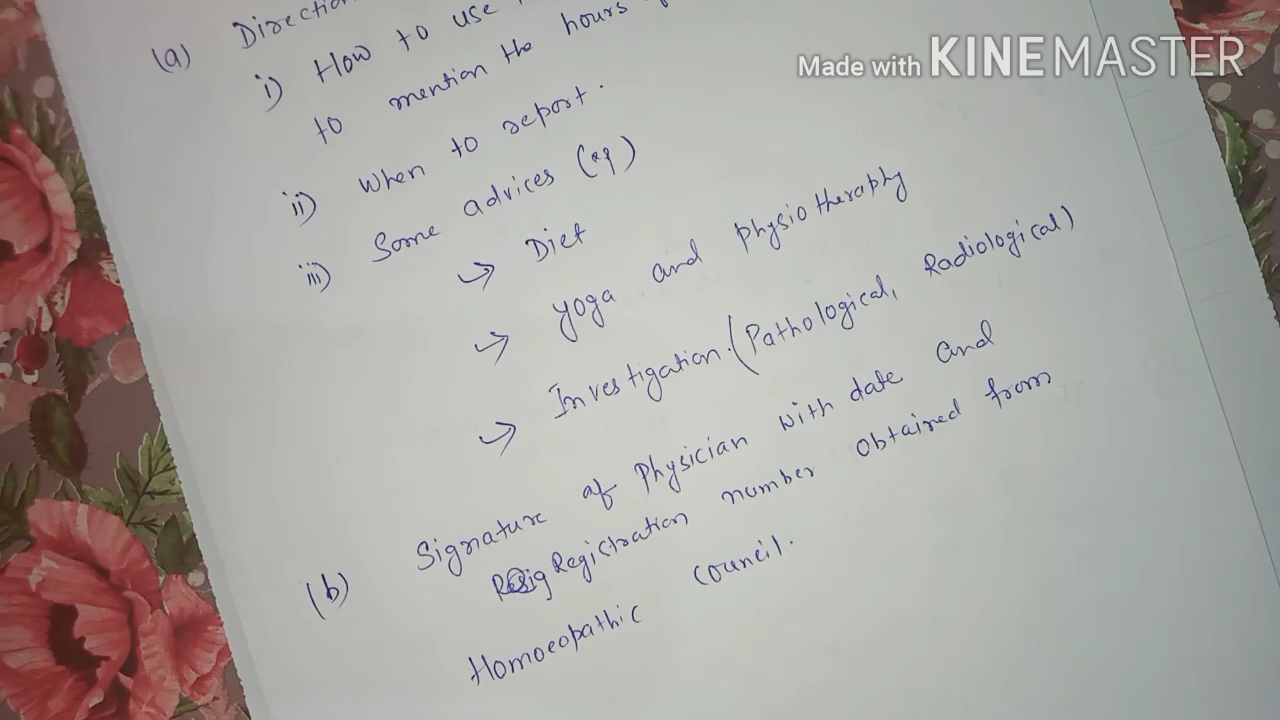 Made with KINEMASTER
(a) Direction
i) How to use
to mention the hours
ii) When to report.
iii) Some advices (eg)
→ Diet
→ Yoga and physiotheraphy
→ Investigation. (Pathological, Radiological)
(b) Signature of Physician with date and
Registration number obtained from
Homoeopathic Council.